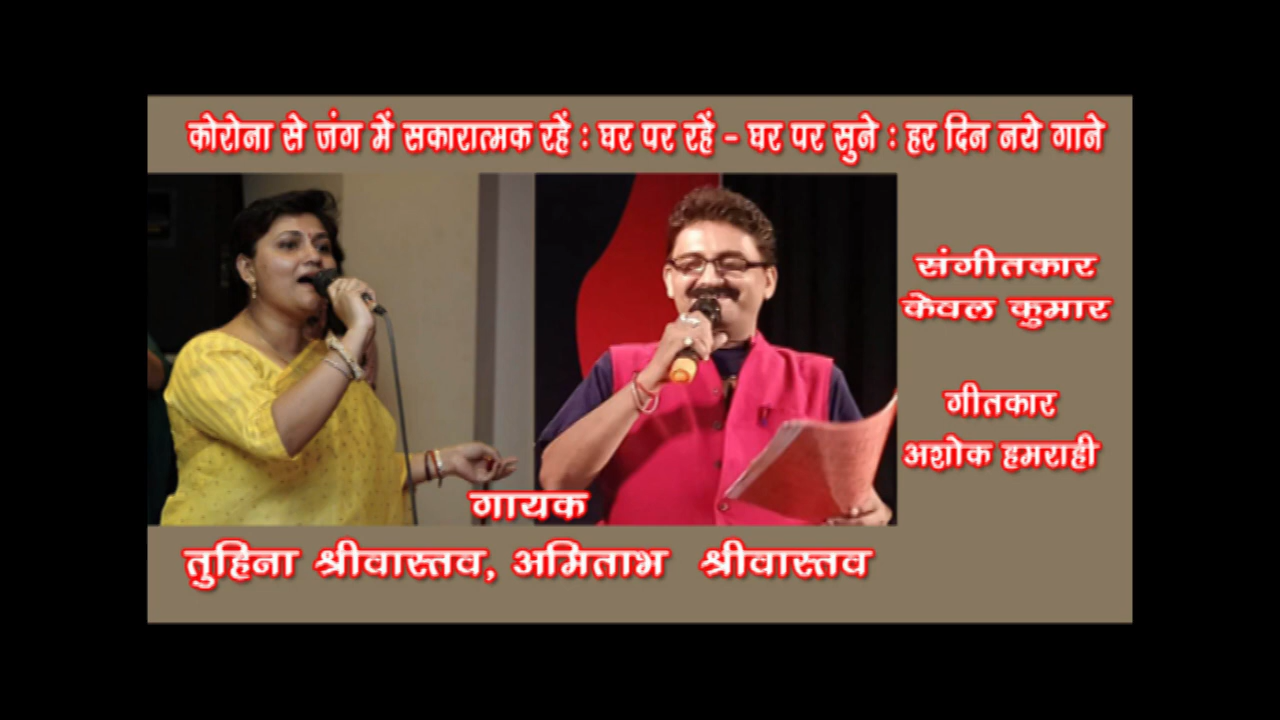 कोरोना से जंग में सकारात्मक रहें : घर पर रहें - घर पर सुने : हर दिन नये गाने
संगीतकार
केवल कुमार
गीतकार
अशोक हमराही
गायक
तुहिना श्रीवास्तव, अमिताभ श्रीवास्तव